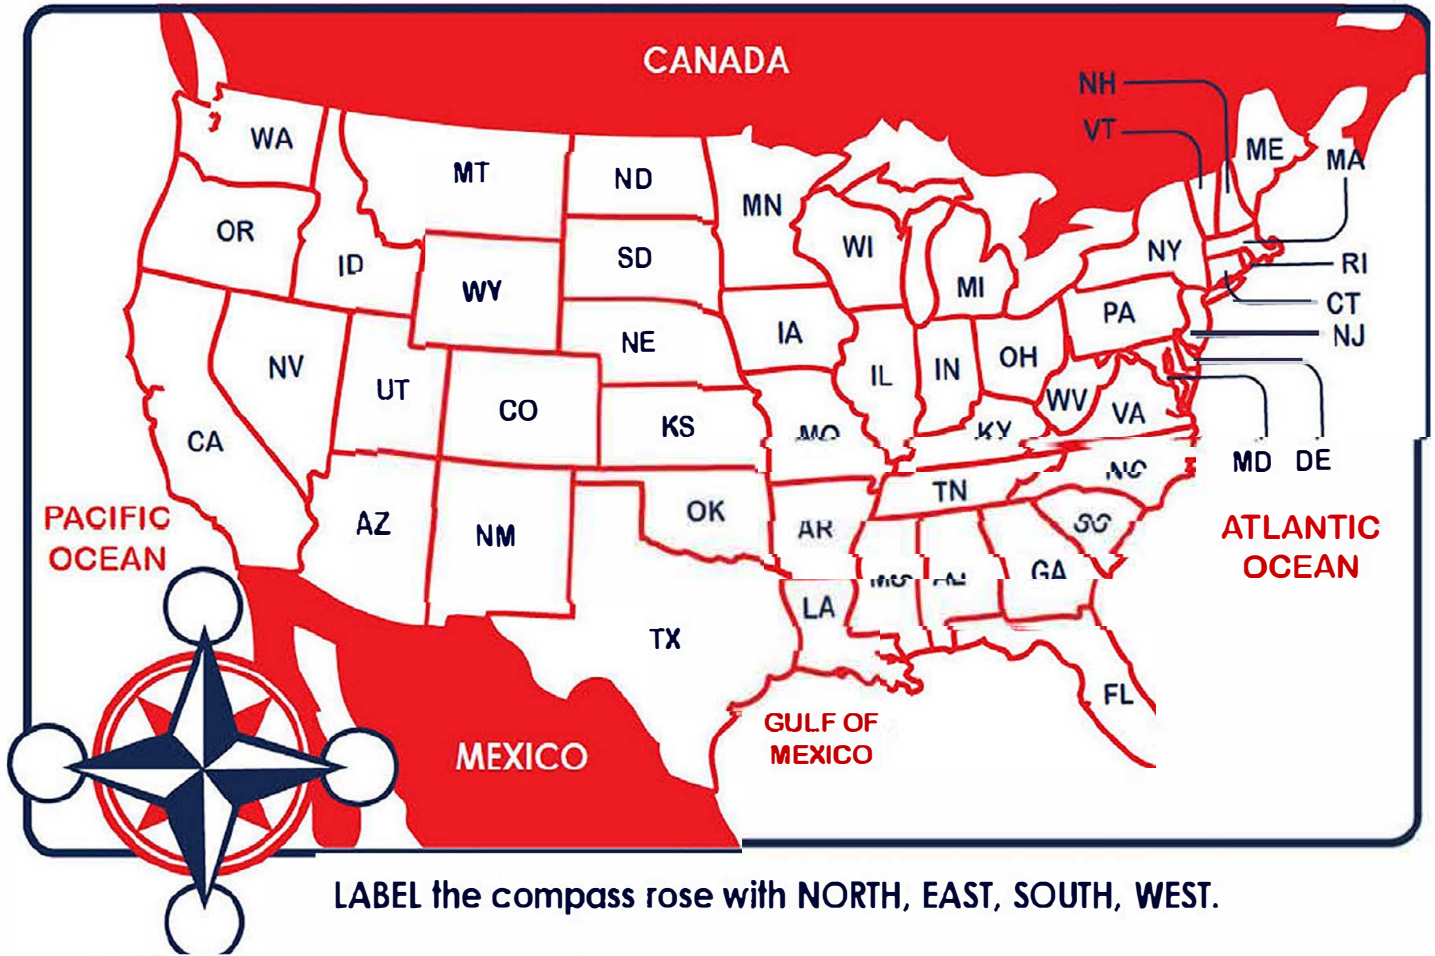 CANADA
NH
VT
WA
MT
ND
MN
ME
MA
OR
ID
SD
WI
NY
RI
WY
MI
CT
PA
NJ
NV
NE
IA
IL
IN
OH
UT
CO
KS
WV
VA
CA
KY
MD
DE
PACIFIC
OCEAN
AZ
NM
OK
AR
TN
ATLANTIC
OCEAN
GA
LA
TX
FL
GULF OF
MEXICO
MEXICO
LABEL the compass rose with NORTH, EAST, SOUTH, WEST.